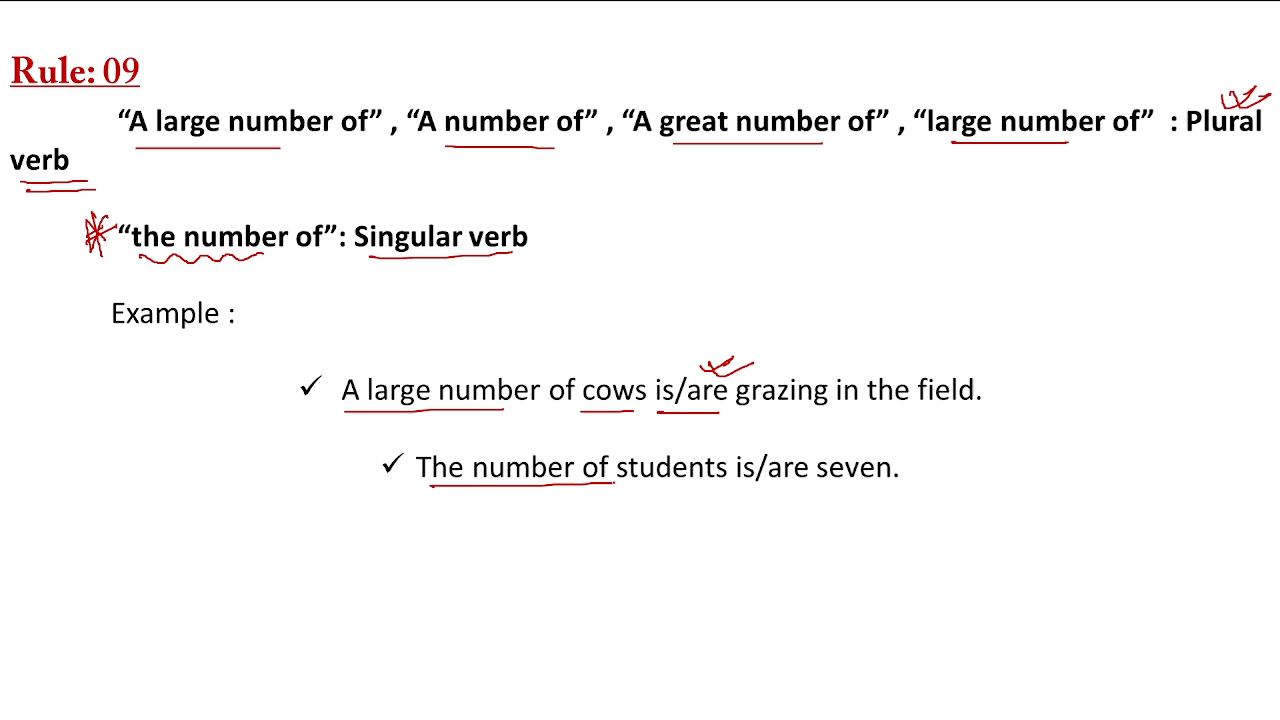 Rule: 09
“A large number of” , “A number of” , “A great number of” , “large number of” : Plural
verb
“the number of”: Singular verb
Example :
✓ A large number of cows is/are grazing in the field.
✓ The number of students is/are seven.